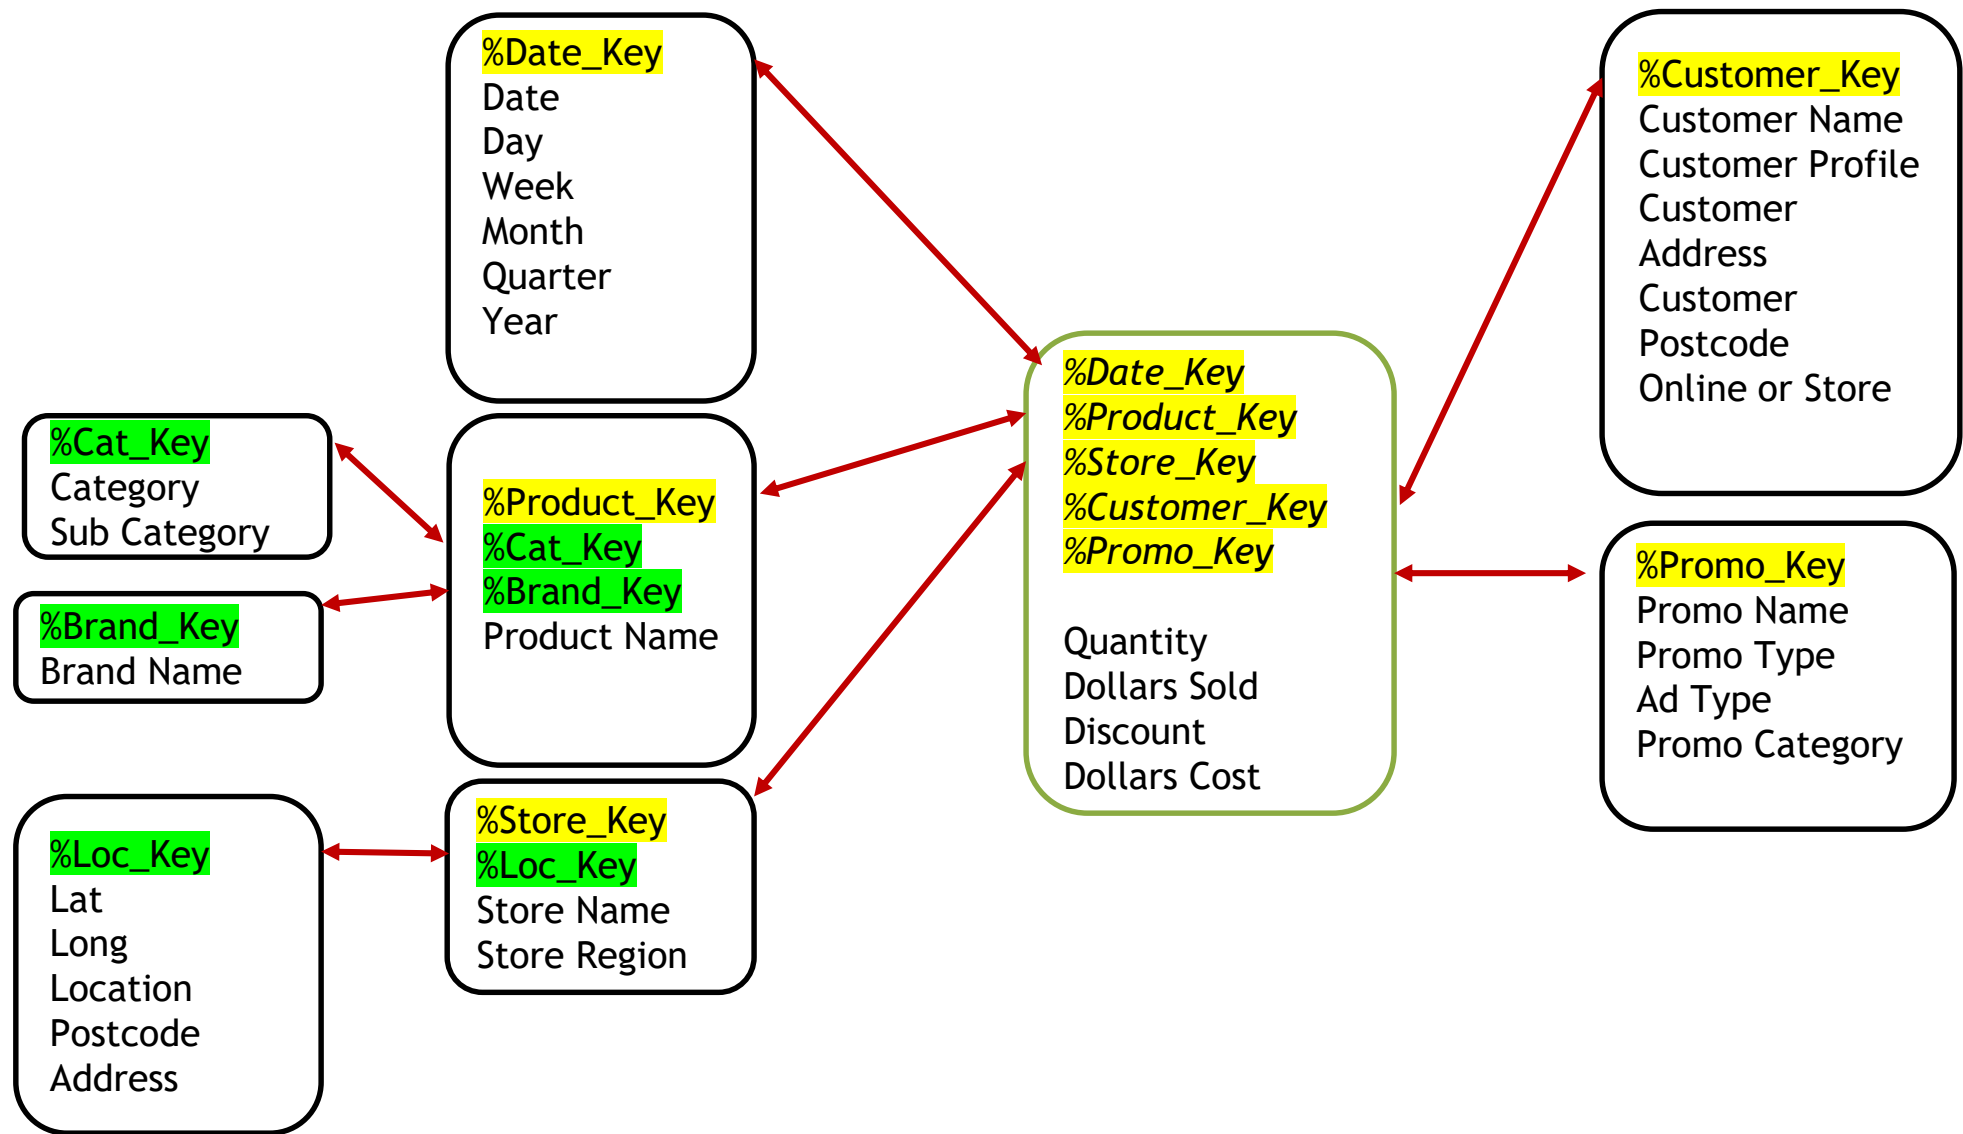 %Date_Key
Date
Day
Week
Month
Quarter
Year
%Cat_Key
Category
Sub Category
%Brand_Key
Brand Name
%Product_Key
%Cat_Key
%Brand_Key
Product Name
%Loc_Key
Lat
Long
Location
Postcode
Address
%Store_Key
%Loc_Key
Store Name
Store Region
%Date_Key
%Product_Key
%Store_Key
%Customer_Key
%Promo_Key
Quantity
Dollars Sold
Discount
Dollars Cost
%Customer_Key
Customer Name
Customer Profile
Customer
Address
Customer
Postcode
Online or Store
%Promo_Key
Promo Name
Promo Type
Ad Type
Promo Category